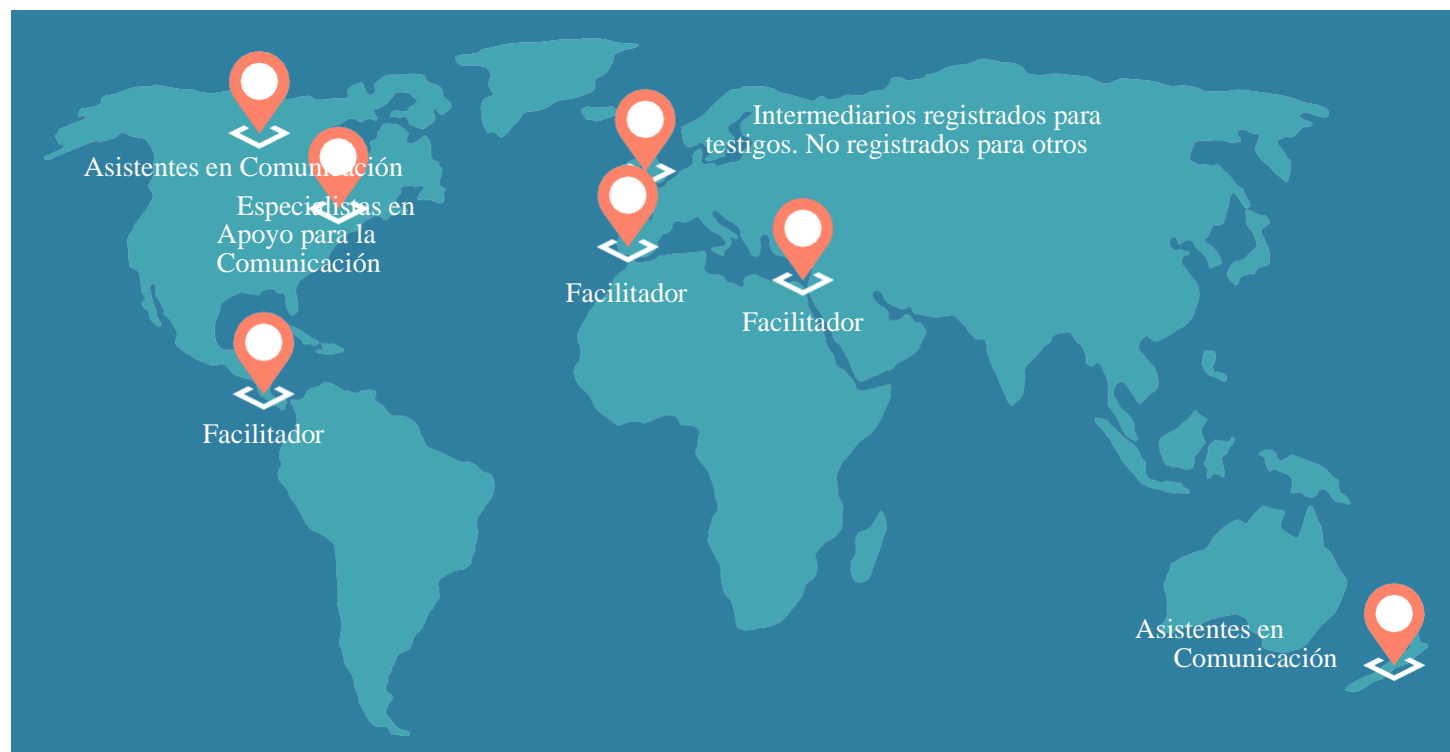 Intermediarios registrados para
testigos. No registrados para otros
Asistentes en Comunicación
Especialistas en
Apoyo para la
Comunicación
Facilitador
Facilitador
Facilitador
Asistentes en
Comunicación